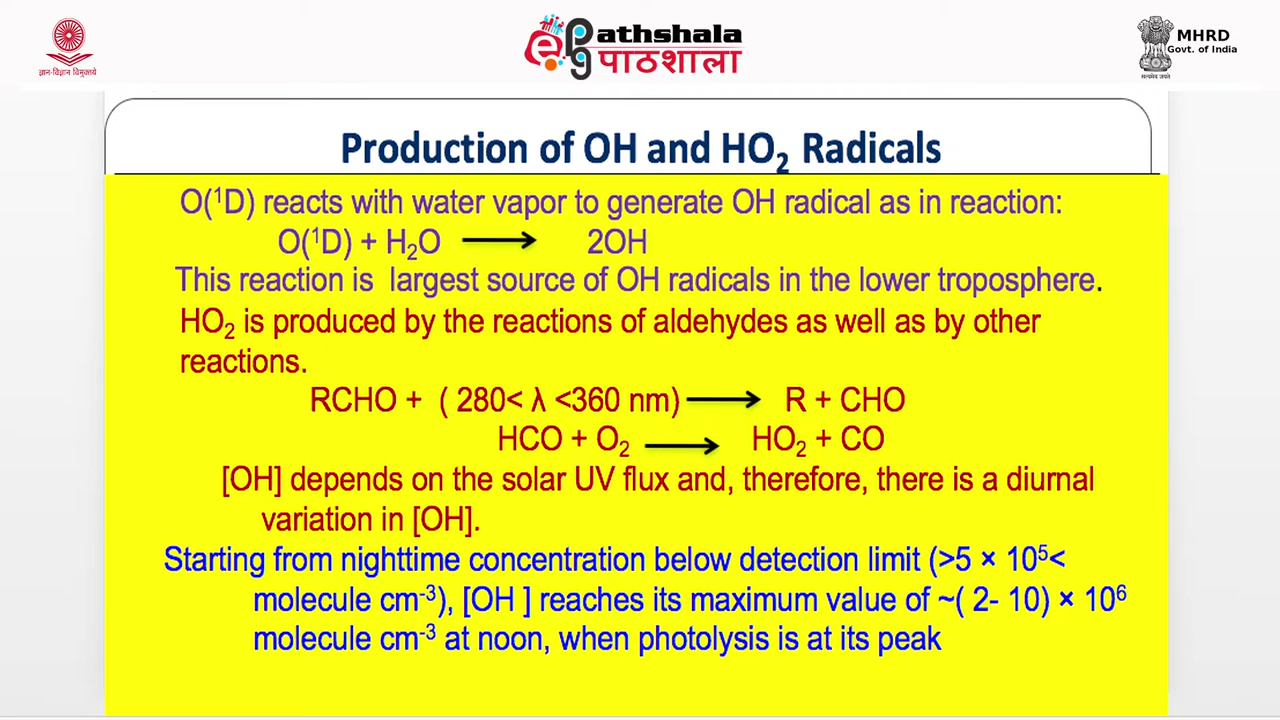 ज्ञान-विज्ञान विमुक्तये
ePathshala
पाठशाला
MHRD
Govt. of India
सत्यमेव जयते
Production of OH and HO₂ Radicals
O(¹D) reacts with water vapor to generate OH radical as in reaction:
O(¹D) + H₂O ⟶ 2OH
This reaction is largest source of OH radicals in the lower troposphere.
HO₂ is produced by the reactions of aldehydes as well as by other
reactions.
RCHO + ( 280< λ <360 nm) ⟶ R + CHO
HCO + O₂ ⟶ HO₂ + CO
[OH] depends on the solar UV flux and, therefore, there is a diurnal
variation in [OH].
Starting from nighttime concentration below detection limit (>5 × 10⁵<
molecule cm⁻³), [OH ] reaches its maximum value of ~( 2- 10) × 10⁶
molecule cm⁻³ at noon, when photolysis is at its peak